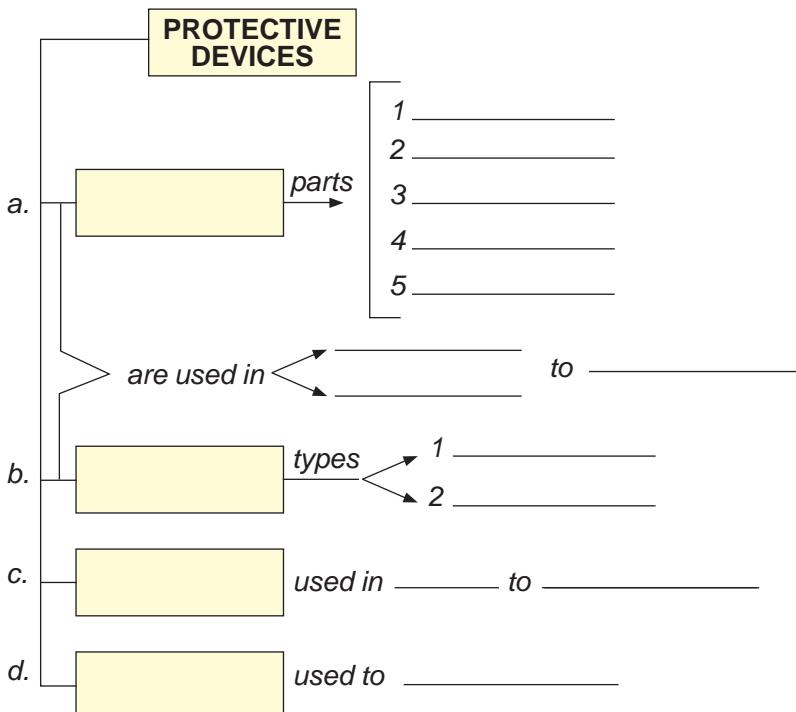 PROTECTIVE
DEVICES
1
2
a.
parts
3
4
5
are used in
to
b.
types
1
2
c.
used in
to
d.
used to